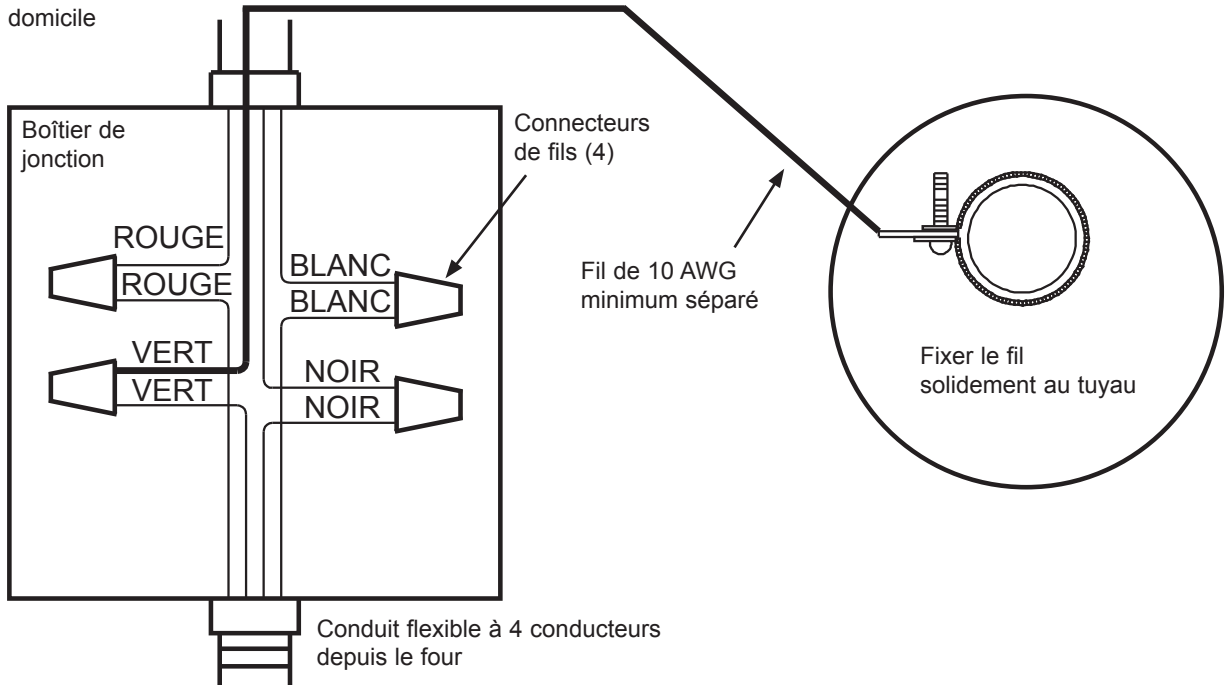 domicile
Boîtier de
jonction
Connecteurs
de fils (4)
ROUGE
ROUGE
BLANC
BLANC
VERT
VERT
NOIR
NOIR
Fil de 10 AWG
minimum séparé
Fixer le fil
solidement au tuyau
Conduit flexible à 4 conducteurs
depuis le four